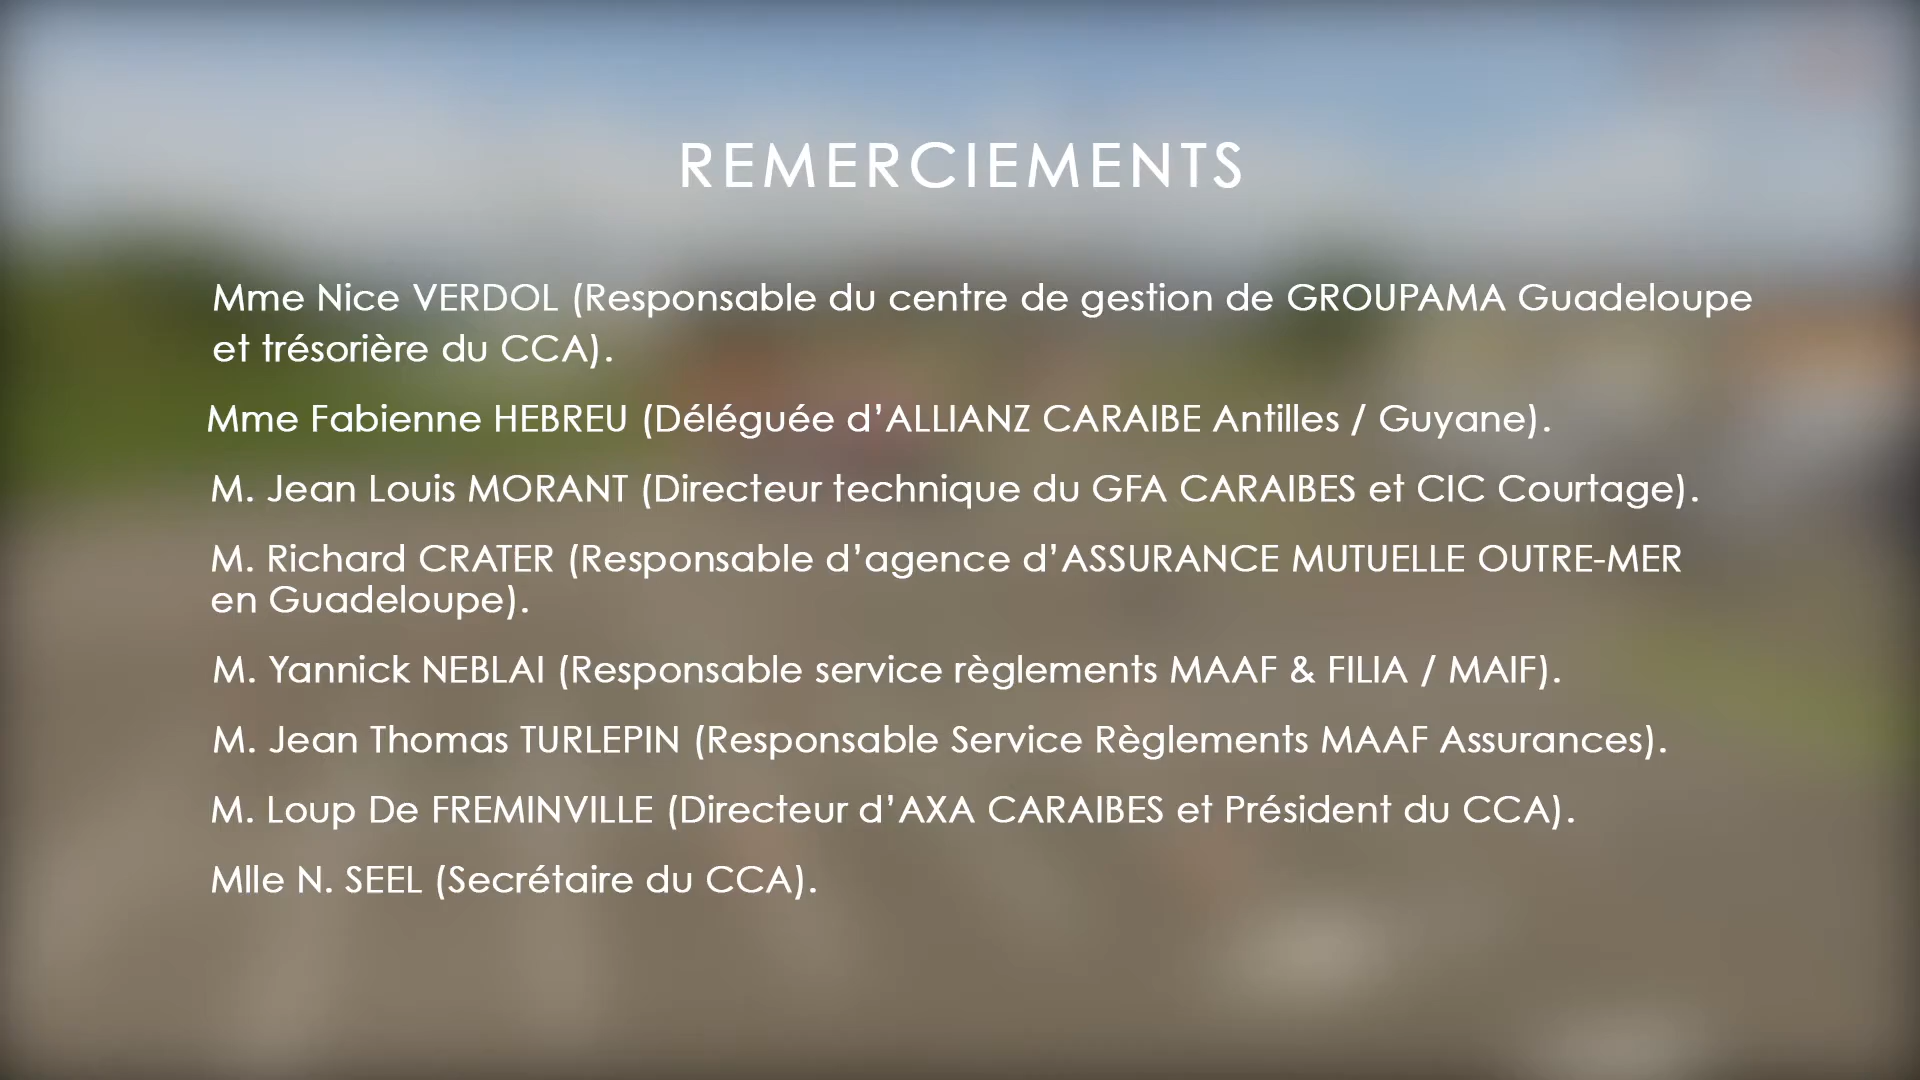 REMERCIEMENTS
Mme Nice VERDOL (Responsable du centre de gestion de GROUPAMA Guadeloupe
et trésorière du CCA).
Mme Fabienne HEBREU (Déléguée d’ALLIANZ CARAIBE Antilles / Guyane).
M. Jean Louis MORANT (Directeur technique du GFA CARAIBES et CIC Courtage).
M. Richard CRATER (Responsable d’agence d’ASSURANCE MUTUELLE OUTRE-MER
en Guadeloupe).
M. Yannick NEBLAI (Responsable service règlements MAAF & FILIA / MAIF).
M. Jean Thomas TURLEPIN (Responsable Service Règlements MAAF Assurances).
M. Loup De FREMINVILLE (Directeur d’AXA CARAIBES et Président du CCA).
Mlle N. SEEL (Secrétaire du CCA).